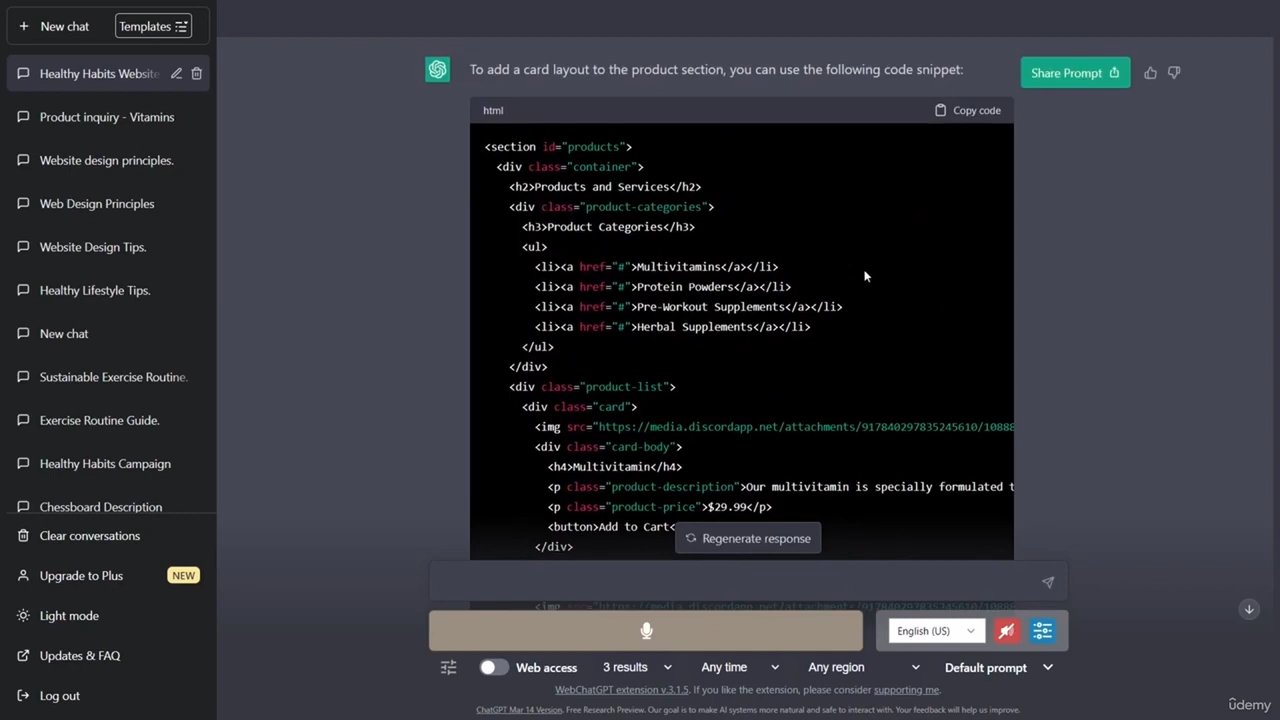 New chat
Templates
Healthy Habits Website
Product inquiry - Vitamins
Website design principles.
Web Design Principles
Website Design Tips.
Healthy Lifestyle Tips.
New chat
Sustainable Exercise Routine.
Exercise Routine Guide.
Healthy Habits Campaign
Chessboard Description
Clear conversations
Upgrade to Plus NEW
Light mode
Updates & FAQ
Log out
To add a card layout to the product section, you can use the following code snippet:
Share Prompt
html
Copy code
<section id="products">
<div class="container">
<h2>Products and Services</h2>
<div class="product-categories">
<h3>Product Categories</h3>
<ul>
<li><a href="#">Multivitamins</a></li>
<li><a href="#">Protein Powders</a></li>
<li><a href="#">Pre-Workout Supplements</a></li>
<li><a href="#">Herbal Supplements</a></li>
</ul>
</div>
<div class="product-list">
<div class="card">
<img src="https://media.discordapp.net/attachments/917840297835245610/10888
<div class="card-body">
<h4>Multivitamin</h4>
<p class="product-description">Our multivitamin is specially formulated t
<p class="product-price">$29.99</p>
<button>Add to Cart<
</div>
Regenerate response
English (US)
Web access
3 results
Any time
Any region
Default prompt
WebChatGPT extension v.3.1.5. If you like the extension, please consider supporting me.
ChatGPT Mar 14 Version. Free Research Preview. Our goal is to make AI systems more natural and safe to interact with. Your feedback will help us improve.
ûdemy